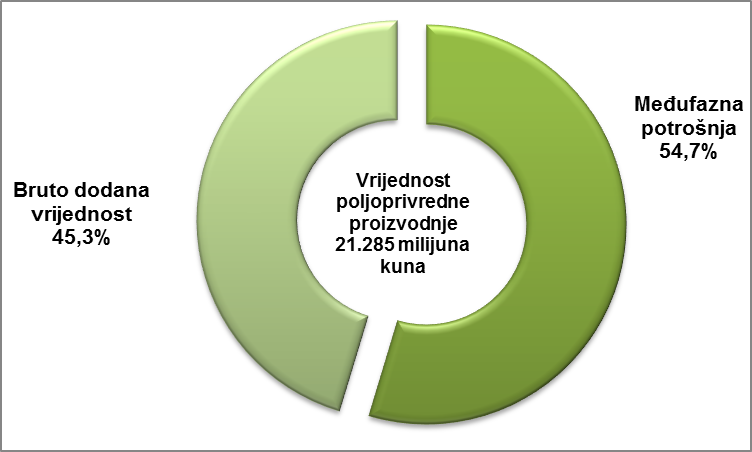 Bruto dodana
vrijednost
45,3%
Vrijednost
poljoprivredne
proizvodnje
21.285 milijuna
kuna
Međufazna
potrošnja
54,7%